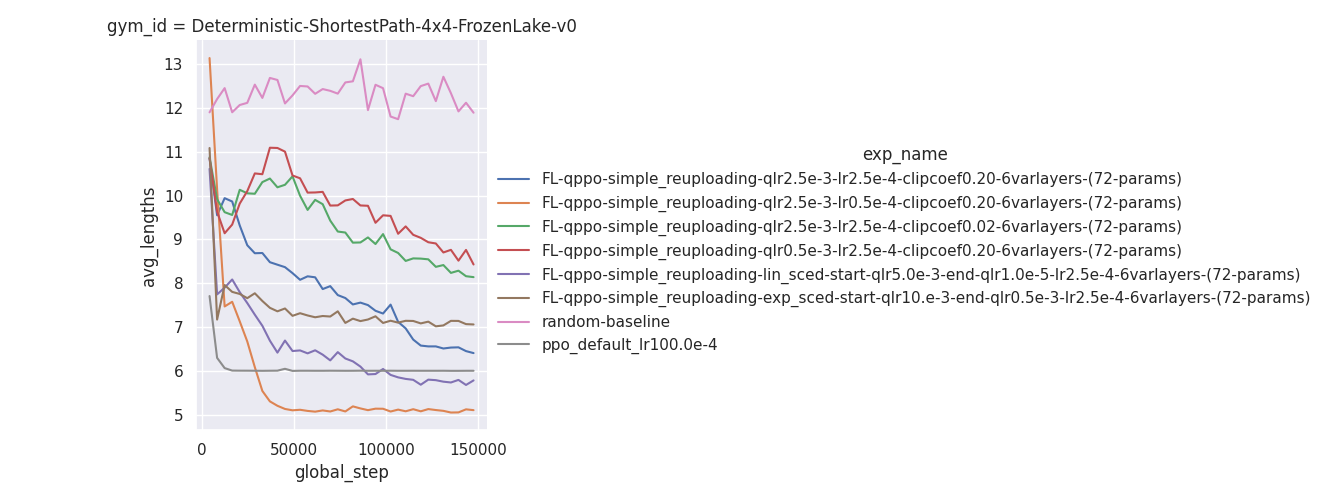 gym_id = Deterministic-ShortestPath-4x4-FrozenLake-v0
13
12
11
10
9
8
7
6
5
avg_lengths
0
50000
100000
150000
global_step
exp_name
FL-qppo-simple_reuploading-qlr2.5e-3-lr2.5e-4-clipcoef0.20-6varlayers-(72-params)
FL-qppo-simple_reuploading-qlr2.5e-3-lr0.5e-4-clipcoef0.20-6varlayers-(72-params)
FL-qppo-simple_reuploading-qlr2.5e-3-lr2.5e-4-clipcoef0.02-6varlayers-(72-params)
FL-qppo-simple_reuploading-qlr0.5e-3-lr2.5e-4-clipcoef0.20-6varlayers-(72-params)
FL-qppo-simple_reuploading-lin_sced-start-qlr5.0e-3-end-qlr1.0e-5-lr2.5e-4-6varlayers-(72-params)
FL-qppo-simple_reuploading-exp_sced-start-qlr10.e-3-end-qlr0.5e-3-lr2.5e-4-6varlayers-(72-params)
random-baseline
ppo_default_lr100.0e-4